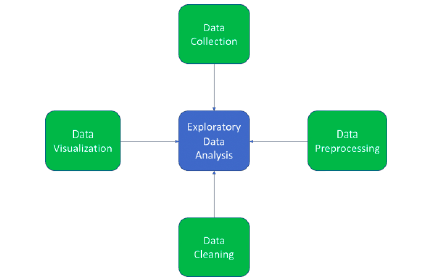 Data
Collection
Data
Visualization
Exploratory
Data
Analysis
Data
Preprocessing
Data
Cleaning